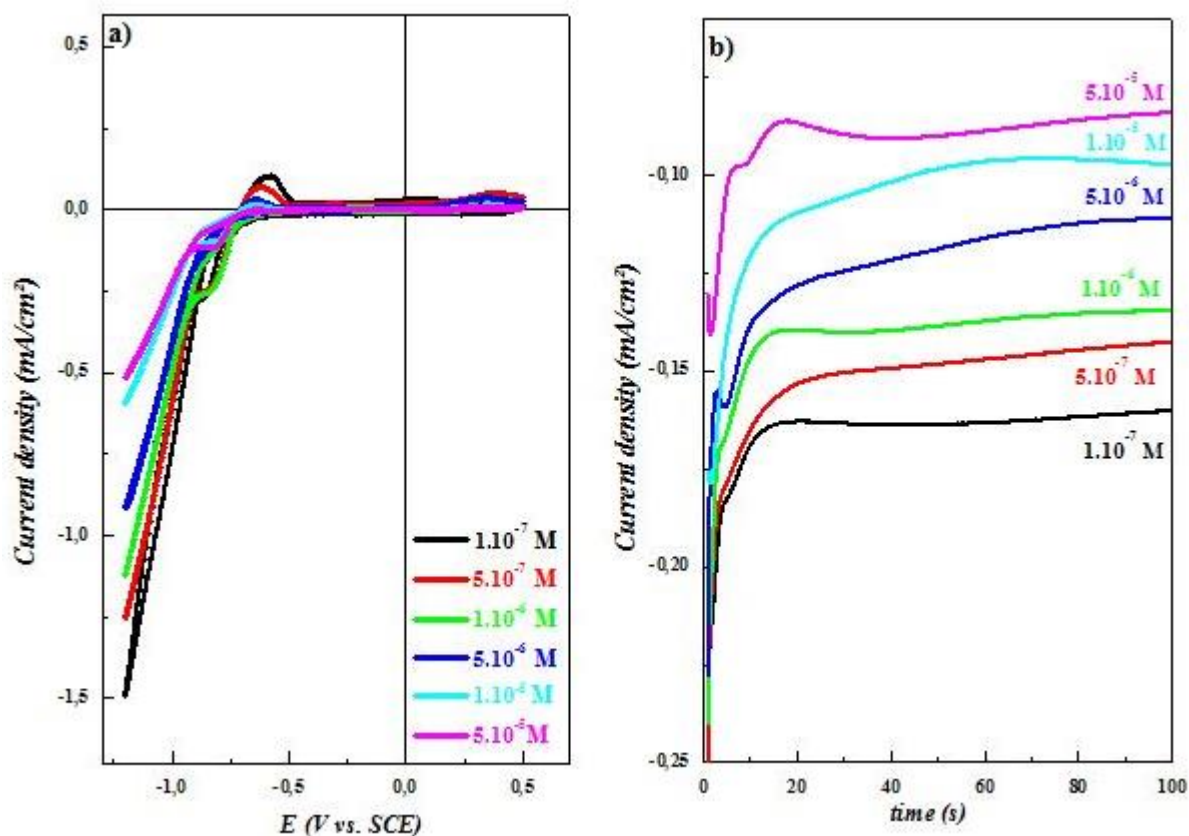 a)
0,5
0,0
-0,5
-1,0
-1,5
Current density (mA/cm²)
-1,0 -0,5 0,0 0,5
E (V vs. SCE)
1.10⁻⁷ M
5.10⁻⁷ M
1.10⁻⁶ M
5.10⁻⁶ M
1.10⁻⁵ M
5.10⁻⁵M
b)
-0,10
-0,15
-0,20
-0,25
Current density (mA/cm²)
0 20 40 60 80 100
time (s)
5.10⁻⁵ M
1.10⁻⁵ M
5.10⁻⁶ M
1.10⁻⁶ M
5.10⁻⁷ M
1.10⁻⁷ M